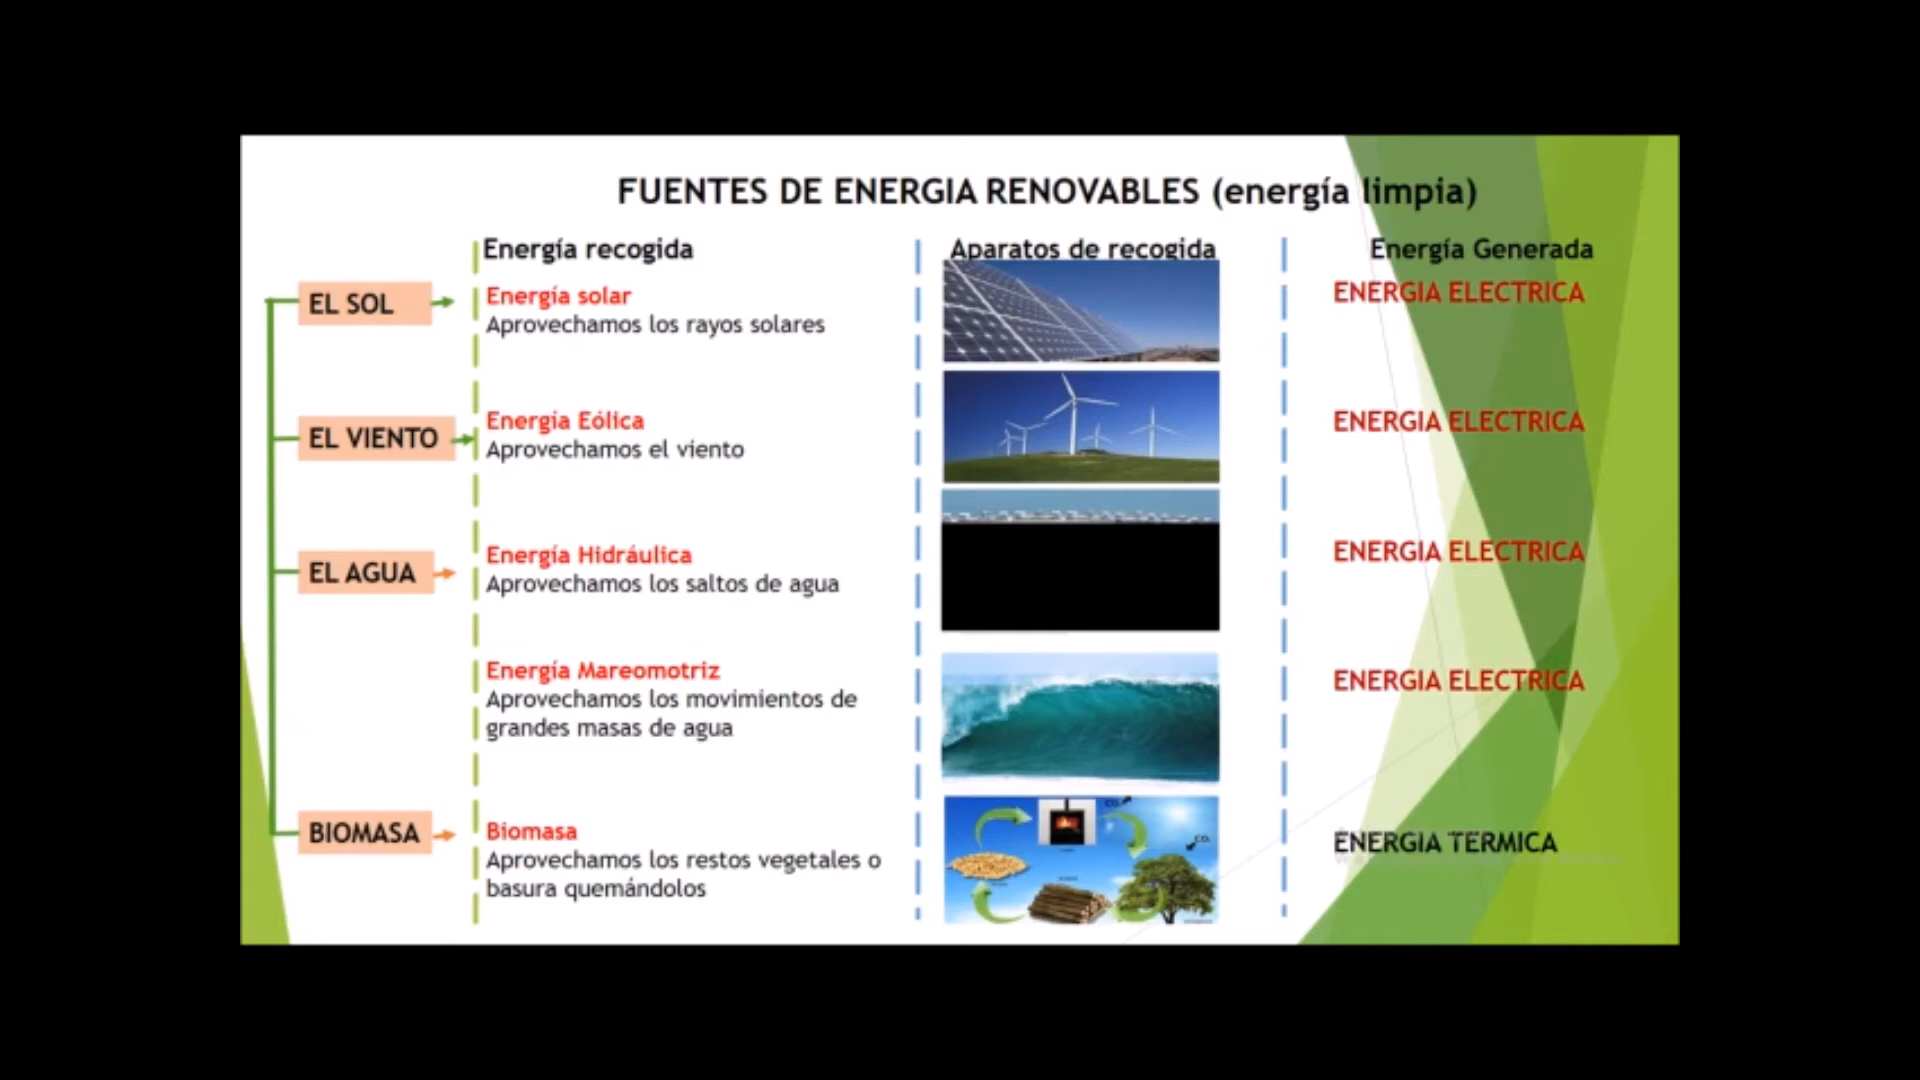 FUENTES DE ENERGIA RENOVABLES (energía limpia)
Energía recogida
Aparatos de recogida
Energía Generada
EL SOL
Energía solar
Aprovechamos los rayos solares
ENERGIA ELECTRICA
EL VIENTO
Energía Eólica
Aprovechamos el viento
ENERGIA ELECTRICA
EL AGUA
Energía Hidráulica
Aprovechamos los saltos de agua
ENERGIA ELECTRICA
Energía Mareomotriz
Aprovechamos los movimientos de
grandes masas de agua
ENERGIA ELECTRICA
BIOMASA
Biomasa
Aprovechamos los restos vegetales o
basura quemándolos
CO₂
CO₂
ENERGIA TERMICA